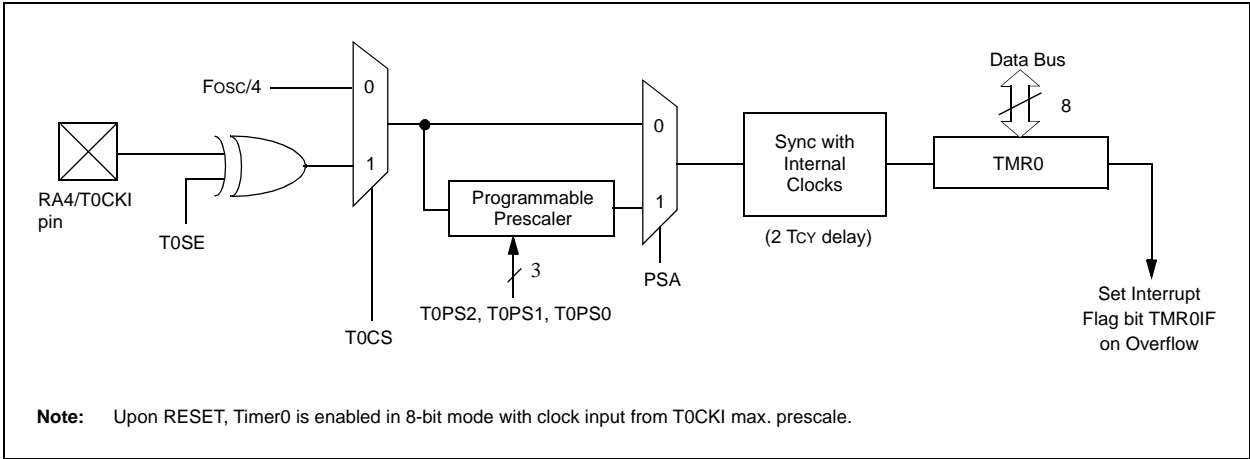 Data Bus
8
FOSC/4
0
1
RA4/T0CKI
pin
T0SE
T0CS
Programmable
Prescaler
3
T0PS2, T0PS1, T0PS0
0
1
PSA
Sync with
Internal
Clocks
(2 TCY delay)
TMR0
Set Interrupt
Flag bit TMR0IF
on Overflow
Note: Upon RESET, Timer0 is enabled in 8-bit mode with clock input from T0CKI max. prescale.